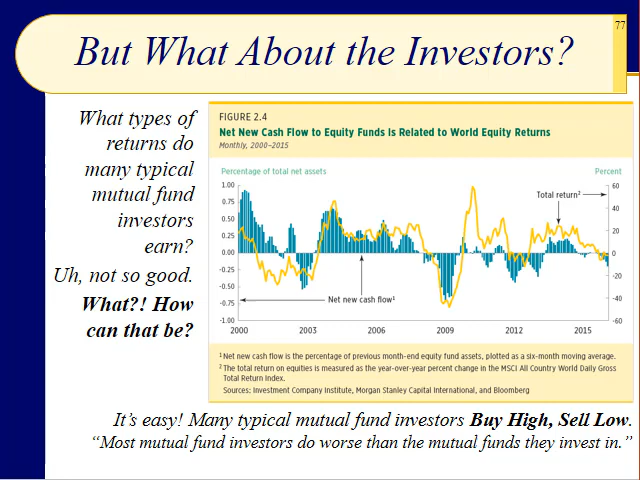 77
But What About the Investors?
What types of
returns do
many typical
mutual fund
investors
earn?
Uh, not so good.
What?! How
can that be?
FIGURE 2.4
Net New Cash Flow to Equity Funds Is Related to World Equity Returns
Monthly, 2000–2015
Percentage of total net assets
Percent
1.00
0.75
0.50
0.25
0.00
-0.25
-0.50
-0.75
-1.00
60
40
20
0
-20
-40
-60
Total return²
Net new cash flow¹
2000
2003
2006
2009
2012
2015
¹ Net new cash flow is the percentage of previous month-end equity fund assets, plotted as a six-month moving average.
² The total return on equities is measured as the year-over-year percent change in the MSCI All Country World Daily Gross
Total Return Index.
Sources: Investment Company Institute, Morgan Stanley Capital International, and Bloomberg
It’s easy! Many typical mutual fund investors Buy High, Sell Low.
“Most mutual fund investors do worse than the mutual funds they invest in.”